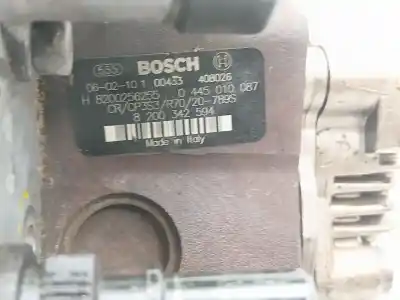 BOSCH
06-02-10 1 00433 408026
H 8200256255 0 445 010 087
CR/CP3S3/R70/20-789S
8 200 342 594
Made in Italy